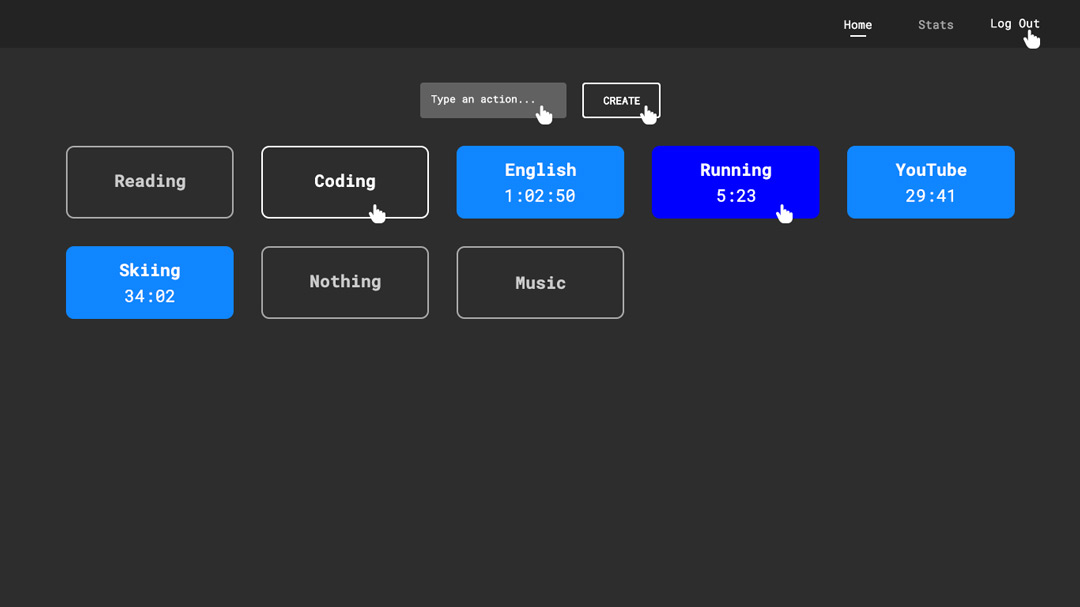 Home Stats Log Out
Type an action... CREATE
Reading
Coding
English
1:02:50
Running
5:23
YouTube
29:41
Skiing
34:02
Nothing
Music